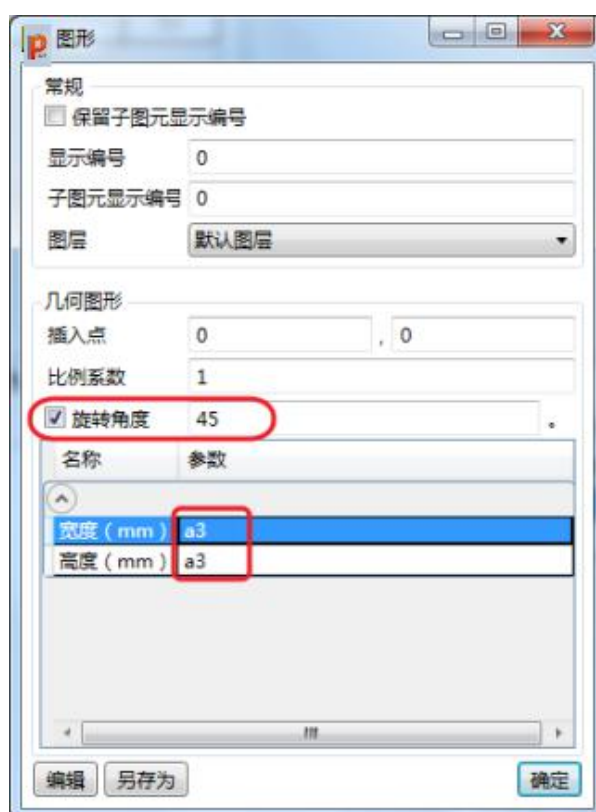 图形
常规
保留子图元显示编号
显示编号 0
子图元显示编号 0
图层 默认图层
几何图形
插入点 0 , 0
比例系数 1
旋转角度 45 °
名称 参数
宽度（mm） a3
高度（mm） a3
编辑 另存为 确定